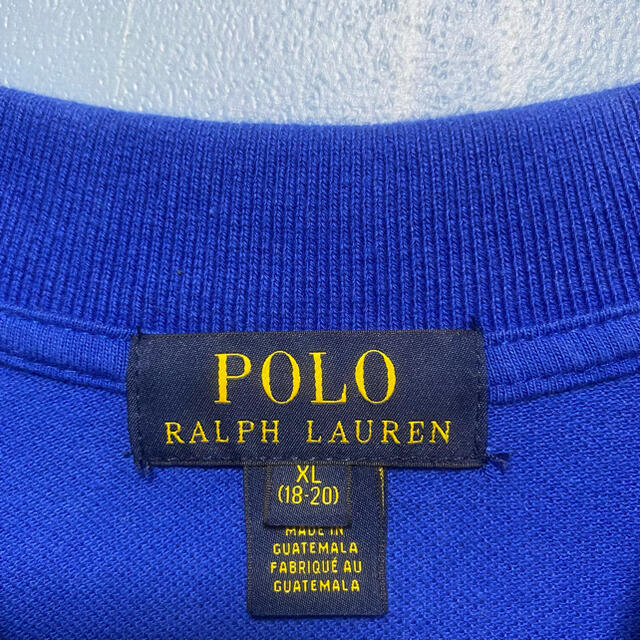 POLO
RALPH LAUREN
XL
(18-20)
MADE IN
GUATEMALA
FABRIQUÉ AU
GUATEMALA